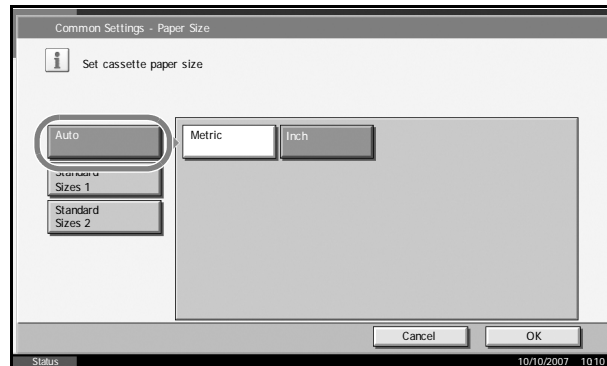 Common Settings - Paper Size
Set cassette paper size
Auto
Metric
Inch
Standard
Sizes 1
Standard
Sizes 2
Cancel
OK
Status
10/10/2007 10:10